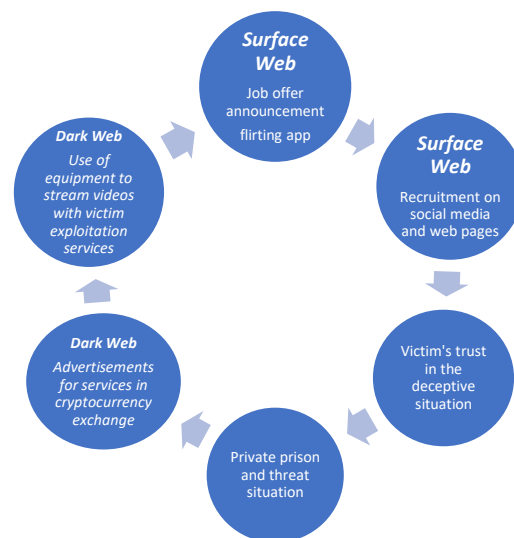 Surface
Web
Job offer
announcement
flirting app
Surface
Web
Recruitment on
social media
and web pages
Victim's trust
in the
deceptive
situation
Private prison
and threat
situation
Dark Web
Advertisements
for services in
cryptocurrency
exchange
Dark Web
Use of
equipment to
stream videos
with victim
exploitation
services